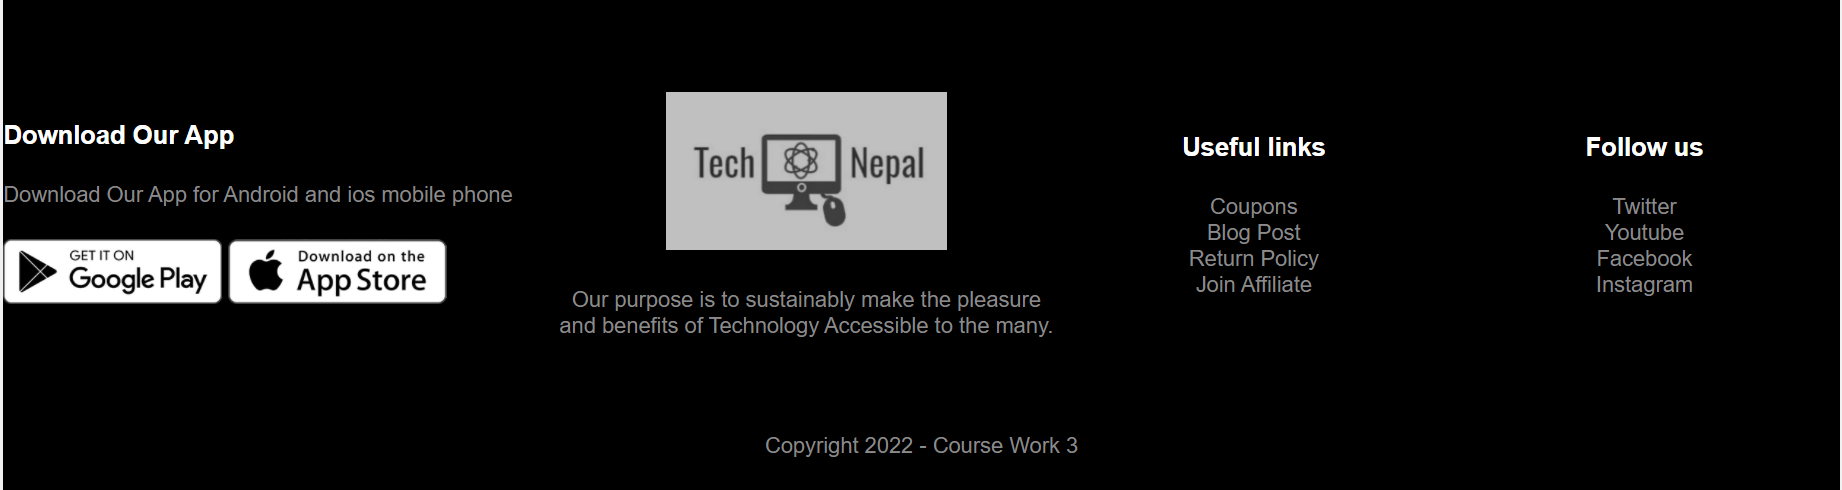 Download Our App
Download Our App for Android and ios mobile phone
GET IT ON
Google Play
Download on the
App Store
Tech Nepal
Our purpose is to sustainably make the pleasure
and benefits of Technology Accessible to the many.
Useful links
Coupons
Blog Post
Return Policy
Join Affiliate
Follow us
Twitter
Youtube
Facebook
Instagram
Copyright 2022 - Course Work 3